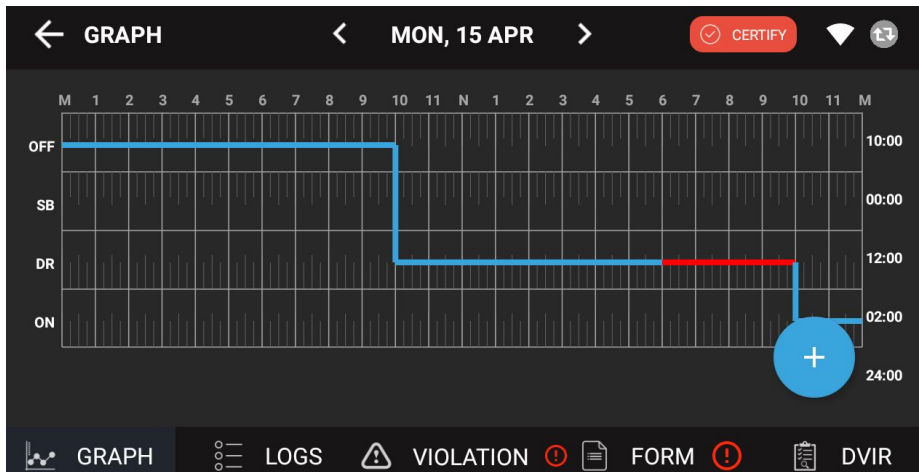 GRAPH MON, 15 APR CERTIFY
M 1 2 3 4 5 6 7 8 9 10 11 N 1 2 3 4 5 6 7 8 9 10 11 M
OFF 10:00
SB 00:00
DR 12:00
ON 02:00
+
24:00
GRAPH LOGS VIOLATION FORM DVIR